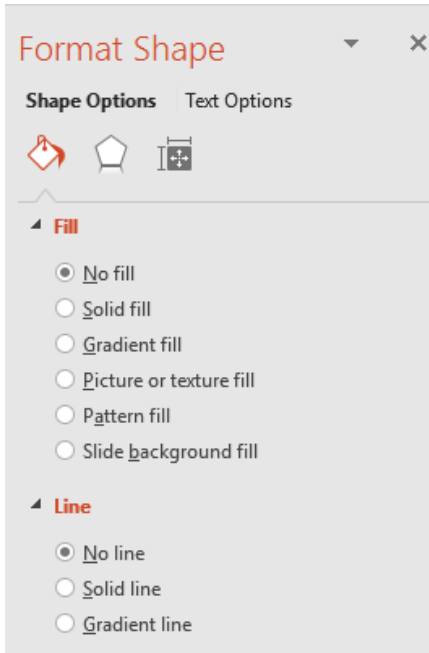 Format Shape
Shape Options Text Options
Fill
No fill
Solid fill
Gradient fill
Picture or texture fill
Pattern fill
Slide background fill
Line
No line
Solid line
Gradient line